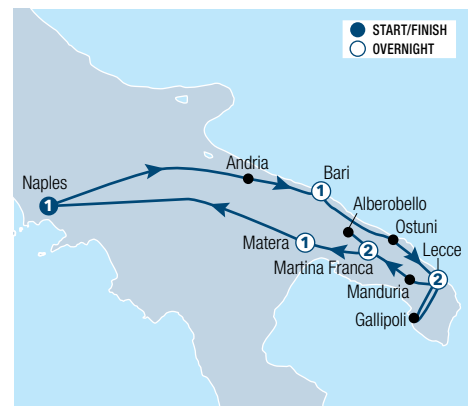 START/FINISH
OVERNIGHT
Andria
Bari
1
Naples
1
Alberobello
Ostuni
Matera
1
2
Lecce
2
Martina Franca
Manduria
Gallipoli